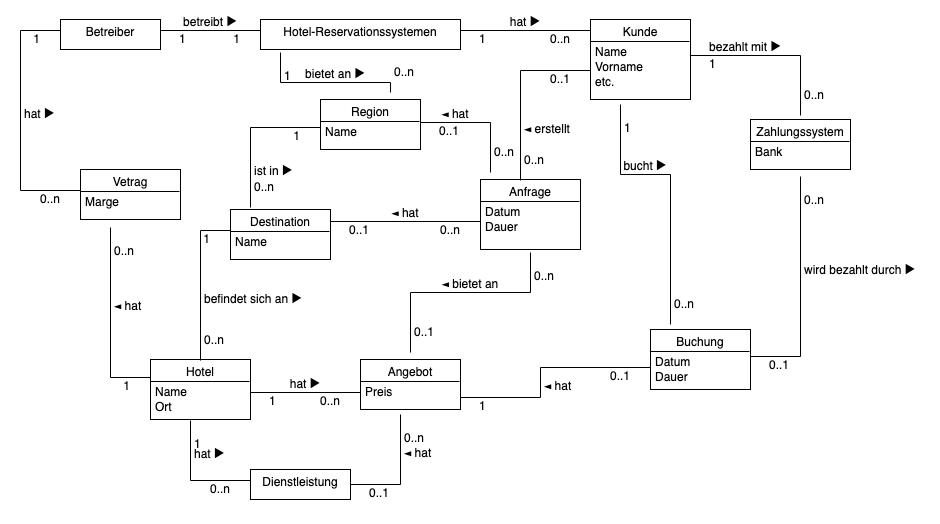 Betreiber
betreibt ►
1
1
Hotel-Reservationssystemen
hat ►
1
0..n
Kunde
Name
Vorname
etc.
bezahlt mit ►
1
0..n
Zahlungssystem
Bank
0..n
wird bezahlt durch ►
0..1
1
hat ►
0..n
Vetrag
Marge
0..n
◄ hat
1
1
bietet an ►
0..n
Region
Name
◄ hat
0..1
0..n
0..1
◄ erstellt
0..n
1
ist in ►
0..n
Destination
Name
◄ hat
0..1
0..n
Anfrage
Datum
Dauer
1
bucht ►
0..n
1
befindet sich an ►
0..n
0..n
◄ bietet an
0..1
Hotel
Name
Ort
hat ►
1
0..n
Angebot
Preis
1
◄ hat
0..1
Buchung
Datum
Dauer
1
hat ►
0..n
Dienstleistung
0..n
◄ hat
0..1